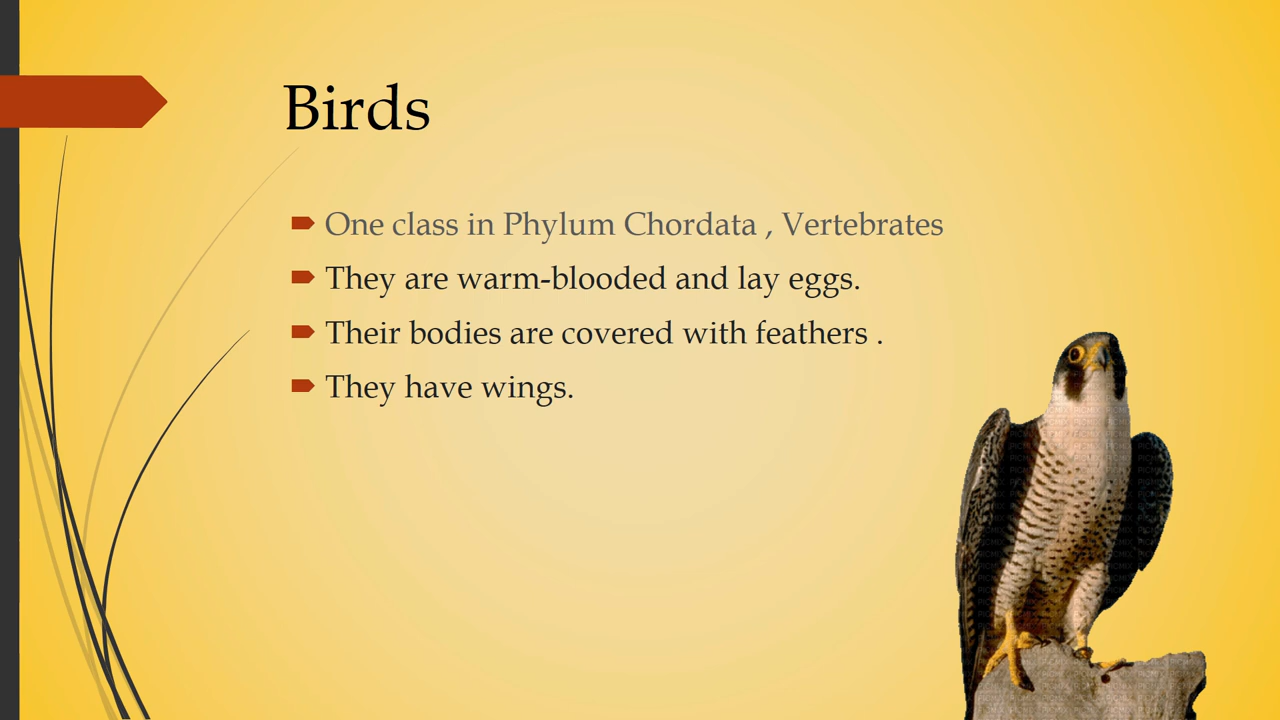 Birds
One class in Phylum Chordata , Vertebrates
They are warm-blooded and lay eggs.
Their bodies are covered with feathers .
They have wings.